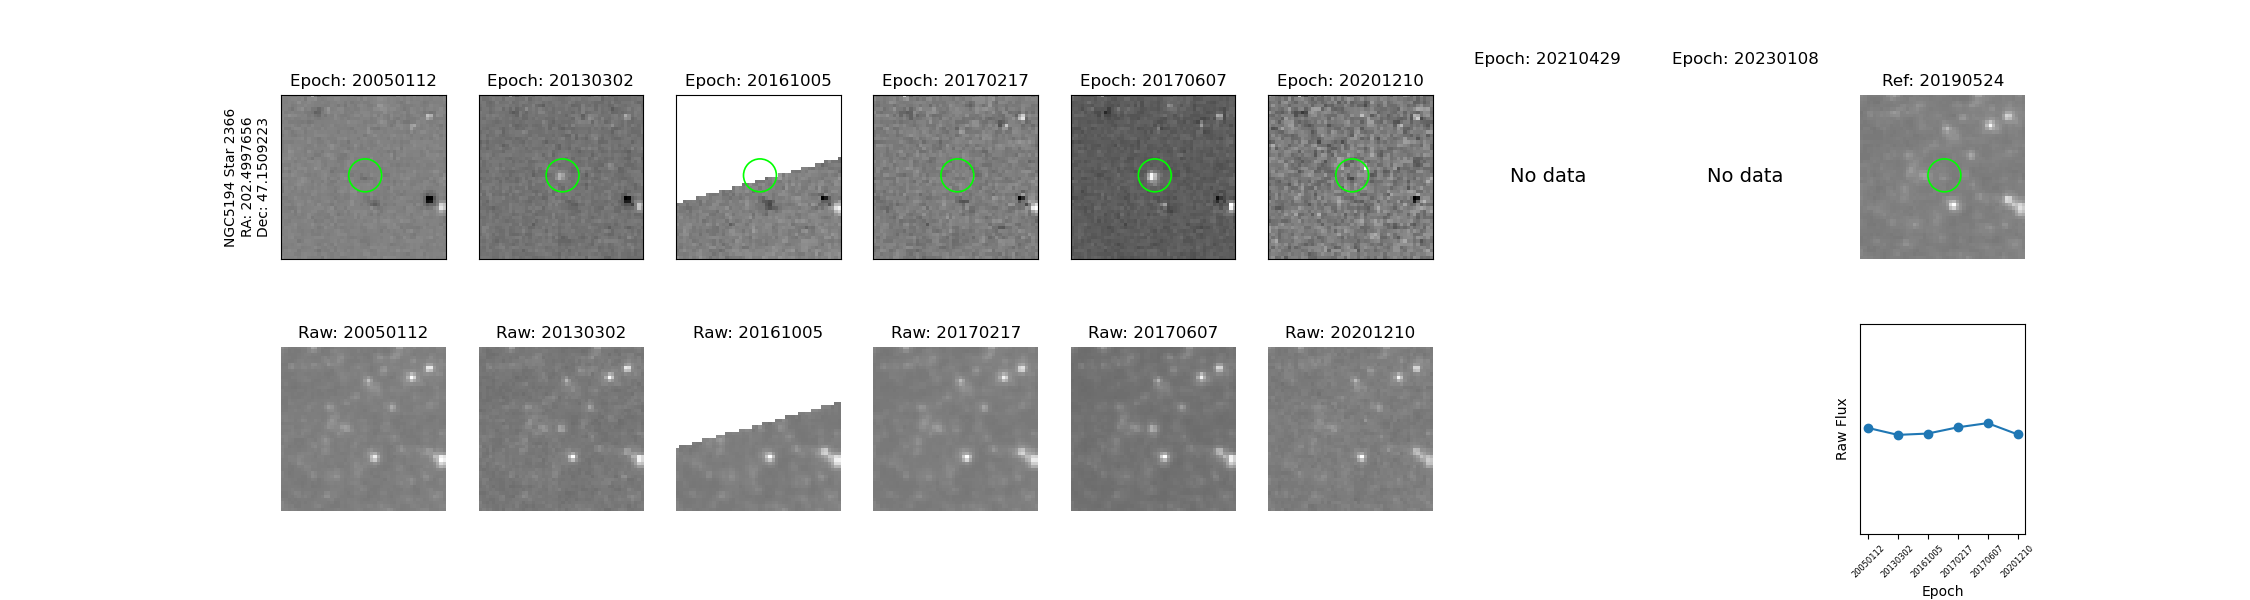 Epoch: 20050112
Epoch: 20130302
Epoch: 20161005
Epoch: 20170217
Epoch: 20170607
Epoch: 20201210
Epoch: 20210429
Epoch: 20230108
Ref: 20190524
NGC5194 Star 2366
RA: 202.4997656
Dec: 47.1509223
No data
No data
Raw: 20050112
Raw: 20130302
Raw: 20161005
Raw: 20170217
Raw: 20170607
Raw: 20201210
Raw Flux
20050112
20130302
20161005
20170217
20170607
20201210
Epoch